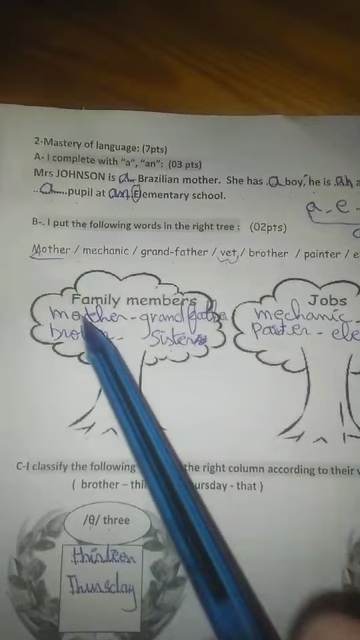 2-Mastery of language: (7pts)
A- I complete with "a", "an": (03 pts)
Mrs JOHNSON is a Brazilian mother. She has a boy, he is an
a pupil at an Elementary school.
a - e -
B-. I put the following words in the right tree : (02pts)
Mother / mechanic / grand-father / vet / brother / painter / e
Family members
Jobs
mother - grand
mechanic -
Sister
Paiter - ele
C-I classify the following the right column according to their
( brother – thi ursday - that )
/θ/ three
thirteen
Thursday